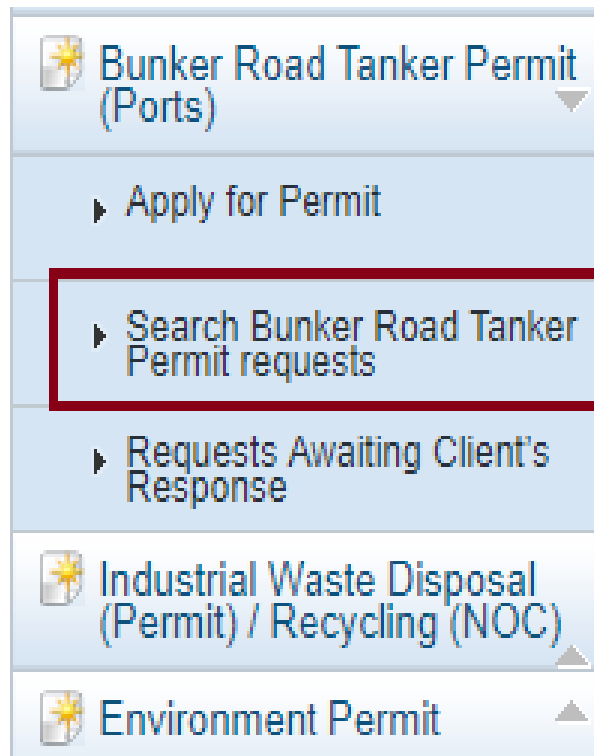 Bunker Road Tanker Permit
(Ports)
Apply for Permit
Search Bunker Road Tanker
Permit requests
Requests Awaiting Client's
Response
Industrial Waste Disposal
(Permit) / Recycling (NOC)
Environment Permit